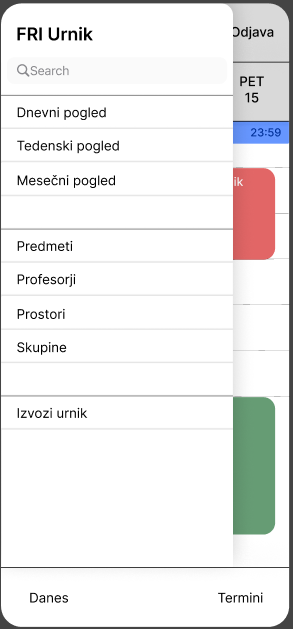 FRI Urnik
Odjava
Search
PET
15
23:59
Dnevni pogled
Tedenski pogled
Mesečni pogled
ik
Predmeti
Profesorji
Prostori
Skupine
Izvozi urnik
Danes
Termini